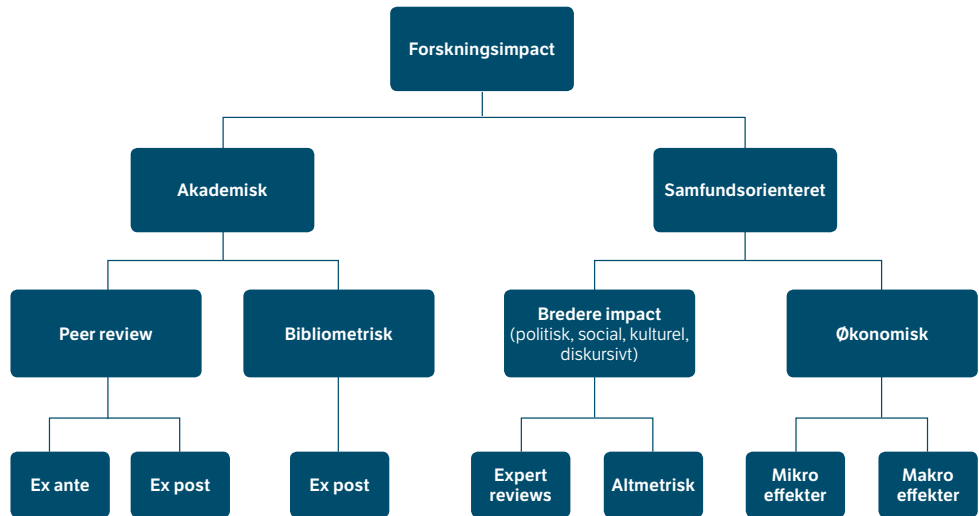 Forskningsimpact
Akademisk
Samfundsorienteret
Peer review
Bibliometrisk
Bredere impact
(politisk, social, kulturel,
diskursivt)
Økonomisk
Ex ante
Ex post
Ex post
Expert
reviews
Altmetrisk
Mikro
effekter
Makro
effekter